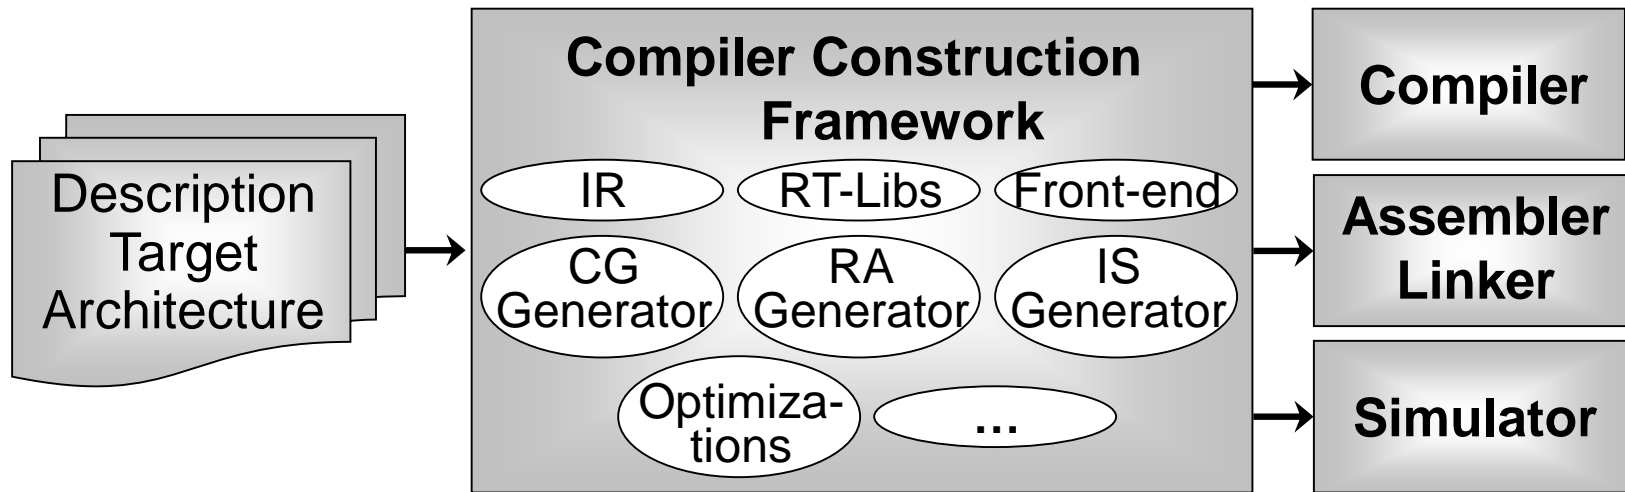 Description
Target
Architecture
Compiler Construction
Framework
IR
RT-Libs
Front-end
CG
Generator
RA
Generator
IS
Generator
Optimiza-
tions
...
Compiler
Assembler
Linker
Simulator